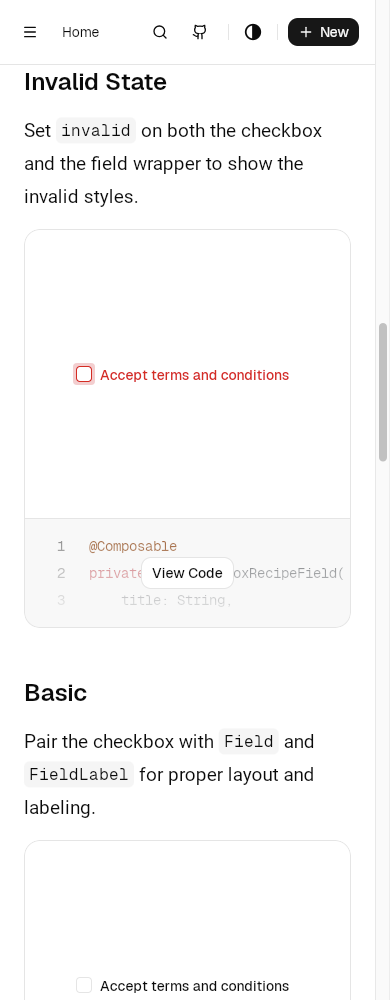 Home
New
Invalid State
Set invalid on both the checkbox
and the field wrapper to show the
invalid styles.
Accept terms and conditions
1 @Composable
2 private View Code oxRecipeField(
3 title: String,
Basic
Pair the checkbox with Field and
FieldLabel for proper layout and
labeling.
Accept terms and conditions